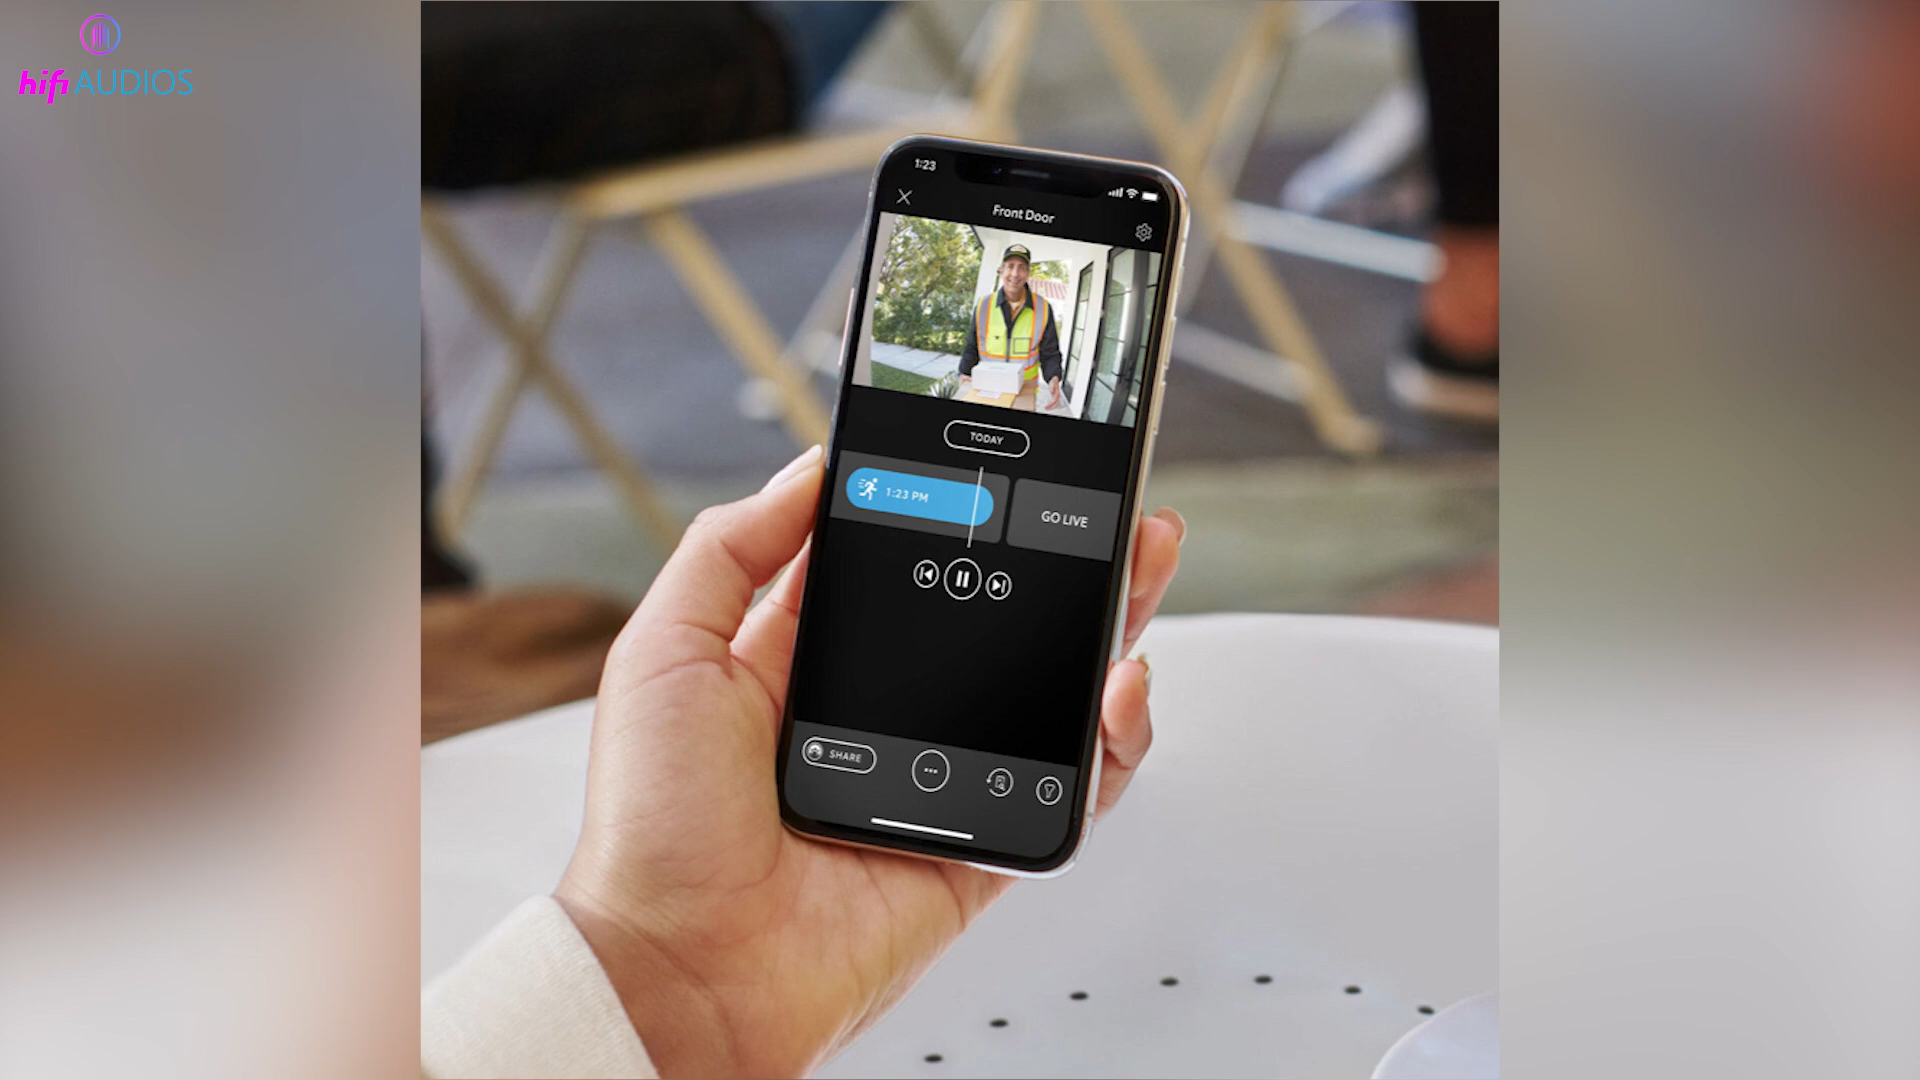 hifi AUDIOS
1:23
Front Door
TODAY
1:23 PM
GO LIVE
SHARE